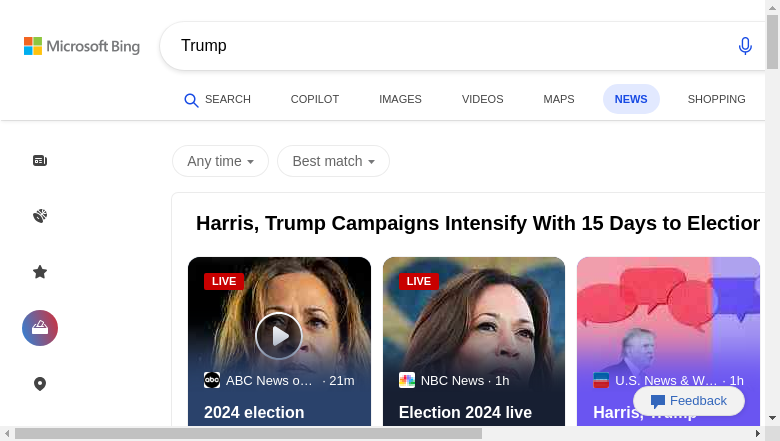 Microsoft Bing
Trump
SEARCH
COPILOT
IMAGES
VIDEOS
MAPS
NEWS
SHOPPING
Any time
Best match
Harris, Trump Campaigns Intensify With 15 Days to Election
LIVE
abc ABC News o... · 21m
2024 election
LIVE
NBC News · 1h
Election 2024 live
U.S. News & W... · 1h
Harris, Trump
Feedback